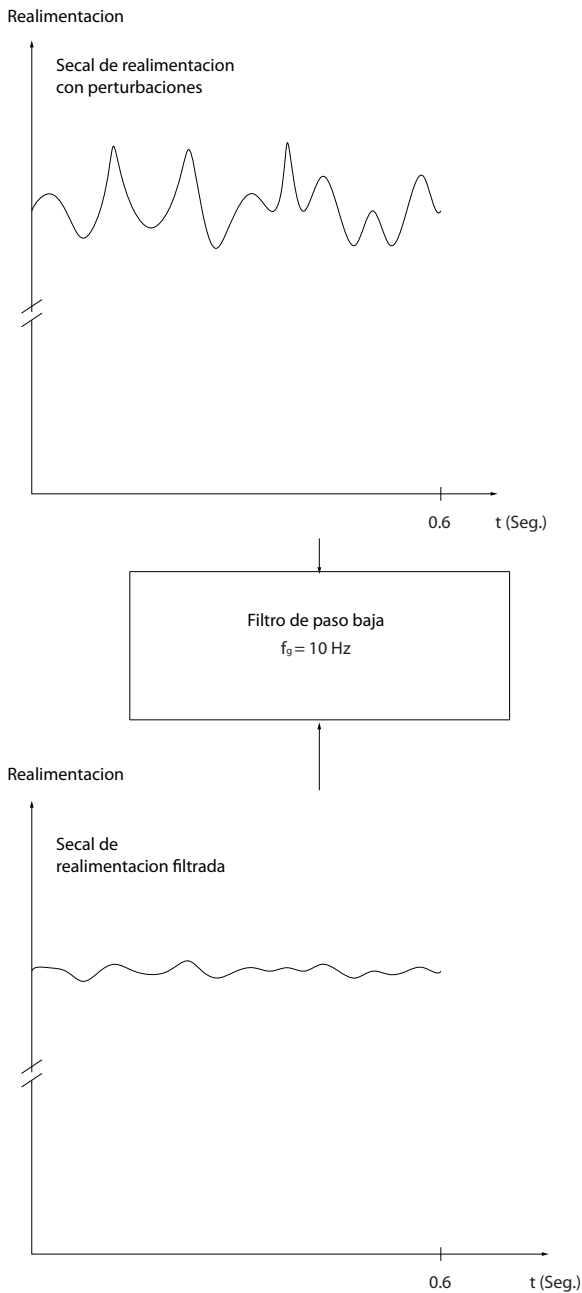 Realimentacion
Secal de realimentacion
con perturbaciones
0.6
t (Seg.)
Filtro de paso baja
fg= 10 Hz
Realimentacion
Secal de
realimentacion filtrada
0.6
t (Seg.)